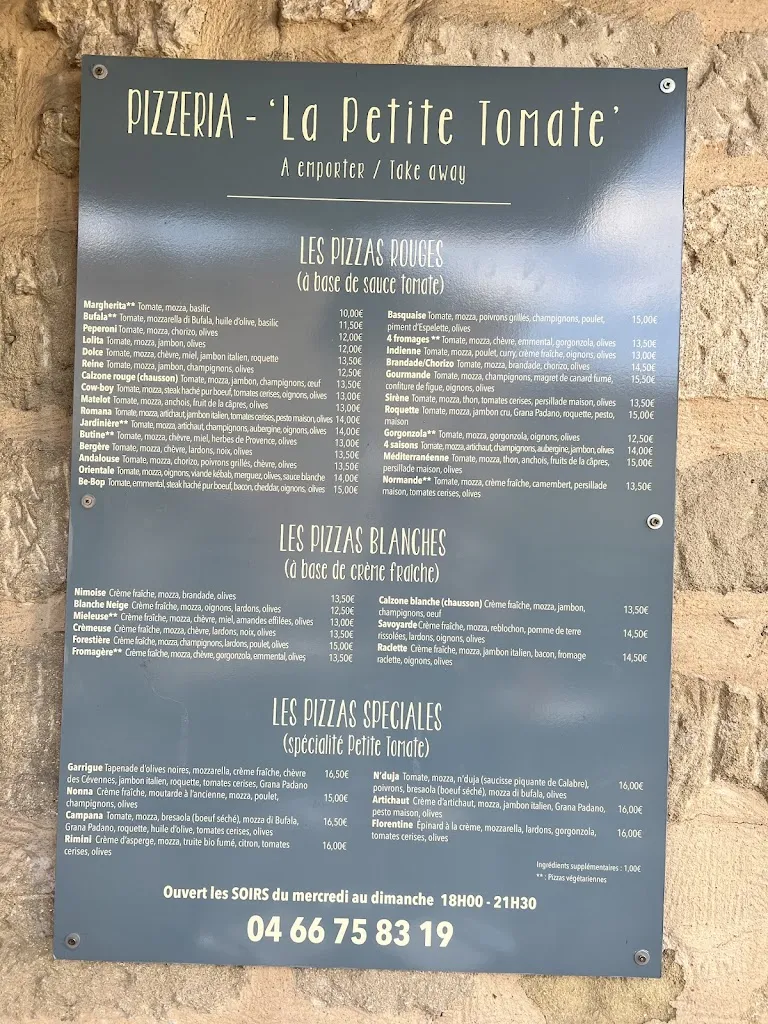 PIZZERIA - 'La Petite Tomate'
A emporter / Take away
LES PIZZAS ROUGES
(à base de sauce tomate)
Margherita** Tomate, mozza, basilic 10,00€
Bufala** Tomate, mozzarella di Bufala, huile d'olive, basilic 11,50€
Peperoni Tomate, mozza, chorizo, olives 12,00€
Lolita Tomate, mozza, jambon, olives 12,00€
Dolce Tomate, mozza, chèvre, miel, jambon italien, roquette 13,50€
Reine Tomate, mozza, jambon, champignons, olives 12,50€
Calzone rouge (chausson) Tomate, mozza, jambon, champignons, œuf 13,50€
Cow-boy Tomate, mozza, steak haché pur boeuf, tomates cerises, oignons, olives 13,00€
Matelot Tomate, mozza, anchois, fruit de la câpres, olives 13,00€
Romana Tomate, mozza, artichaut, jambon italien, tomates cerises, pesto maison, olives 14,00€
Jardinière** Tomate, mozza, artichaut, champignons, aubergine, oignons, olives 14,00€
Butine** Tomate, mozza, chèvre, miel, herbes de Provence, olives 13,00€
Bergère Tomate, mozza, chèvre, lardons, noix, olives 13,50€
Andalouse Tomate, mozza, chorizo, poivrons grillés, chèvre, olives 13,50€
Orientale Tomate, mozza, oignons, viande kébab, merguez, olives, sauce blanche 14,00€
Be-Bop Tomate, emmental, steak haché pur boeuf, bacon, cheddar, oignons, olives 15,00€
Basquaise Tomate, mozza, poivrons grillés, champignons, poulet, 15,00€
piment d'Espelette, olives
4 fromages ** Tomate, mozza, chèvre, emmental, gorgonzola, olives 13,50€
Indienne Tomate, mozza, poulet, curry, crème fraîche, oignons, olives 13,00€
Brandade/Chorizo Tomate, mozza, brandade, chorizo, olives 14,50€
Gourmande Tomate, mozza, champignons, magret de canard fumé, 15,50€
confiture de figue, oignons, olives
Sirène Tomate, mozza, thon, tomates cerises, persillade maison, olives 13,50€
Roquette Tomate, mozza, jambon cru, Grana Padano, roquette, pesto, 15,00€
maison
Gorgonzola** Tomate, mozza, gorgonzola, oignons, olives 12,50€
4 saisons Tomate, mozza, artichaut, champignons, aubergine, jambon, olives 14,00€
Méditerranéenne Tomate, mozza, thon, anchois, fruits de la câpres, 15,00€
persillade maison, olives
Normande** Tomate, mozza, crème fraîche, camembert, persillade 13,50€
maison, tomates cerises, olives
LES PIZZAS BLANCHES
(à base de crème fraîche)
Nimoise Crème fraîche, mozza, brandade, olives 13,50€
Blanche Neige Crème fraîche, mozza, oignons, lardons, olives 12,50€
Mieleuse** Crème fraîche, mozza, chèvre, miel, amandes effilées, olives 13,00€
Crèmeuse Crème fraîche, mozza, chèvre, lardons, noix, olives 13,50€
Forestière Crème fraîche, mozza, champignons, lardons, poulet, olives 15,00€
Fromagère** Crème fraîche, mozza, chèvre, gorgonzola, emmental, olives 13,50€
Calzone blanche (chausson) Crème fraîche, mozza, jambon, 13,50€
champignons, oeuf
Savoyarde Crème fraîche, mozza, reblochon, pomme de terre 14,50€
rissolées, lardons, oignons, olives
Raclette Crème fraîche, mozza, jambon italien, bacon, fromage 14,50€
raclette, oignons, olives
LES PIZZAS SPECIALES
(spécialité Petite Tomate)
Garrigue Tapenade d'olives noires, mozzarella, crème fraîche, chèvre 16,50€
des Cévennes, jambon italien, roquette, tomates cerises, Grana Padano
Nonna Crème fraîche, moutarde à l'ancienne, mozza, poulet, 15,00€
champignons, olives
Campana Tomate, mozza, bresaola (boeuf séché), mozza di Bufala, 16,50€
Grana Padano, roquette, huile d'olive, tomates cerises, olives
Rimini Crème d'asperge, mozza, truite bio fumé, citron, tomates 16,00€
cerises, olives
N'duja Tomate, mozza, n'duja (saucisse piquante de Calabre), 16,00€
poivrons, bresaola (boeuf séché), mozza di bufala, olives
Artichaut Crème d'artichaut, mozza, jambon italien, Grana Padano, 16,00€
pesto maison, olives
Florentine Épinard à la crème, mozzarella, lardons, gorgonzola, 16,00€
tomates cerises, olives
Ingrédients supplémentaires : 1,00€
** : Pizzas végétariennes
Ouvert les SOIRS du mercredi au dimanche 18H00 - 21H30
04 66 75 83 19